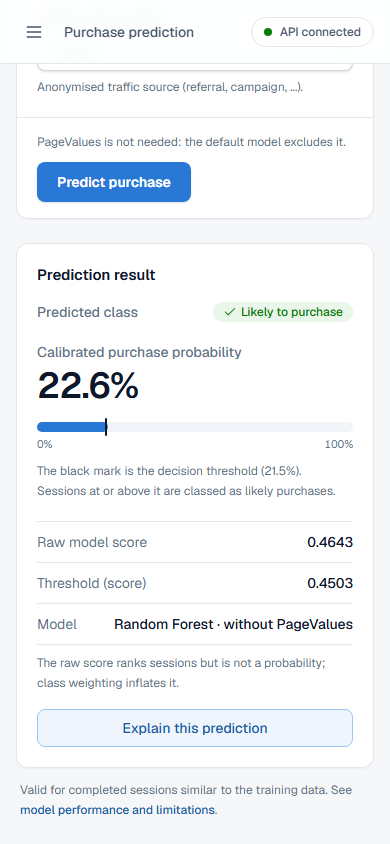 Purchase prediction
API connected
Anonymised traffic source (referral, campaign, …).
PageValues is not needed: the default model excludes it.
Predict purchase
Prediction result
Predicted class
Likely to purchase
Calibrated purchase probability
22.6%
0%
100%
The black mark is the decision threshold (21.5%).
Sessions at or above it are classed as likely purchases.
Raw model score
0.4643
Threshold (score)
0.4503
Model
Random Forest · without PageValues
The raw score ranks sessions but is not a probability;
class weighting inflates it.
Explain this prediction
Valid for completed sessions similar to the training data. See
model performance and limitations.